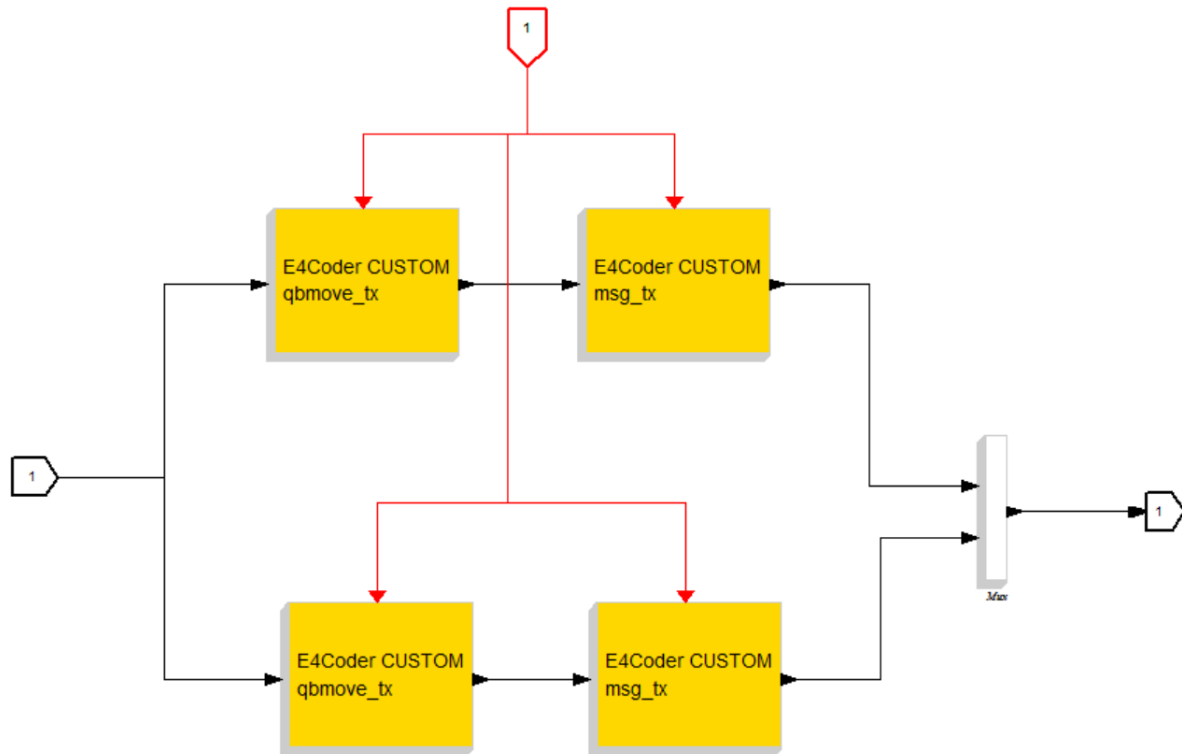 1
E4Coder CUSTOM
qbmove_tx
E4Coder CUSTOM
msg_tx
1
1
Mux
E4Coder CUSTOM
qbmove_tx
E4Coder CUSTOM
msg_tx